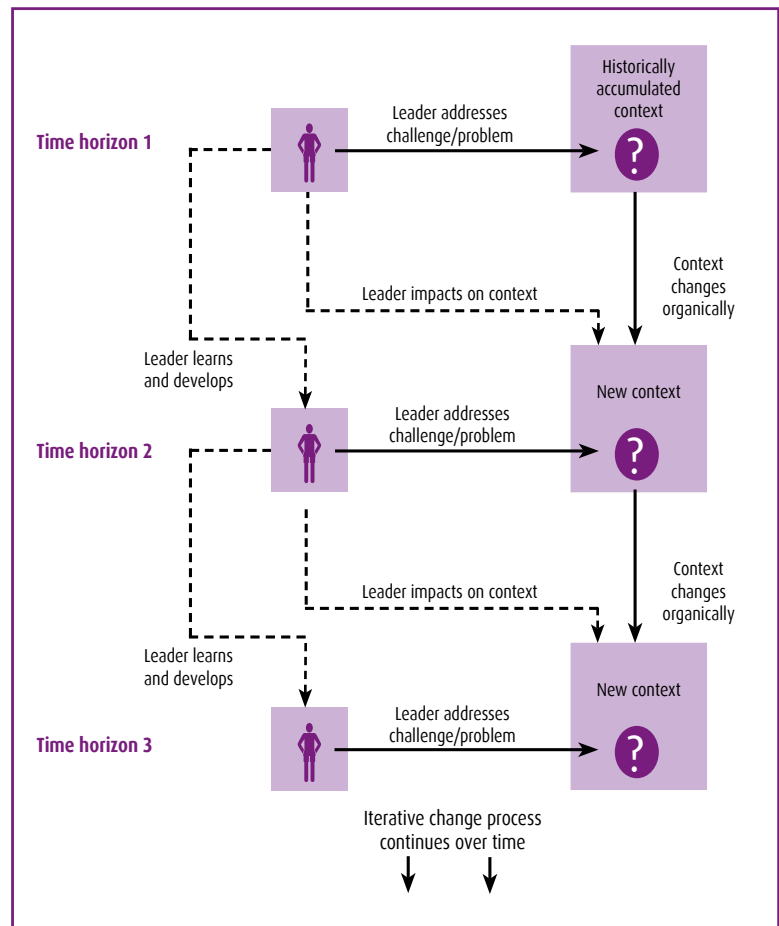 Historically
accumulated
context
Time horizon 1
Leader addresses
challenge/problem
?
Context
changes
organically
Leader impacts on context
Leader learns
and develops
New context
Time horizon 2
Leader addresses
challenge/problem
?
Context
changes
organically
Leader impacts on context
Leader learns
and develops
New context
Time horizon 3
Leader addresses
challenge/problem
?
Iterative change process
continues over time